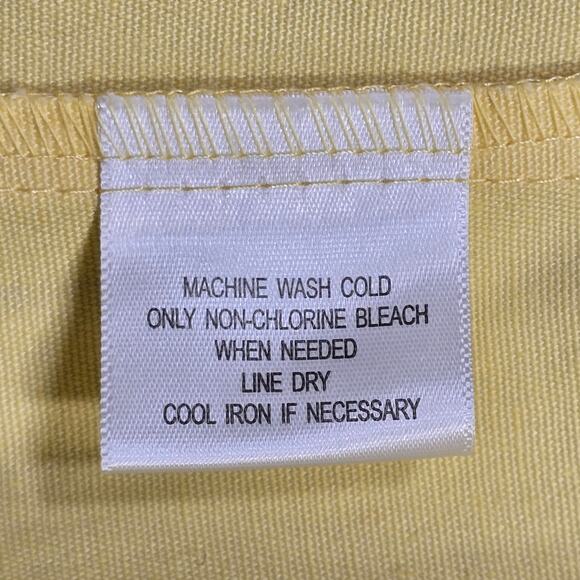 MACHINE WASH COLD
ONLY NON-CHLORINE BLEACH
WHEN NEEDED
LINE DRY
COOL IRON IF NECESSARY